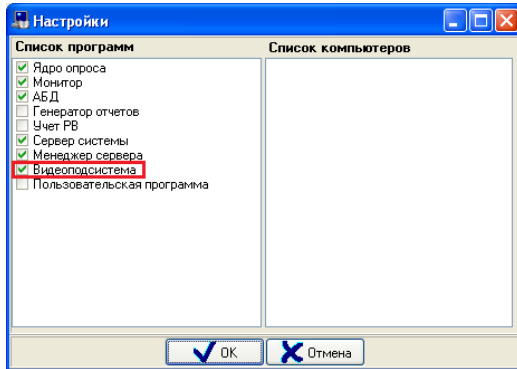 Настройки
Список программ
Список компьютеров
Ядро опроса
Монитор
АБД
Генератор отчетов
Учет РВ
Сервер системы
Менеджер сервера
Видеоподсистема
Пользовательская программа
OK
Отмена